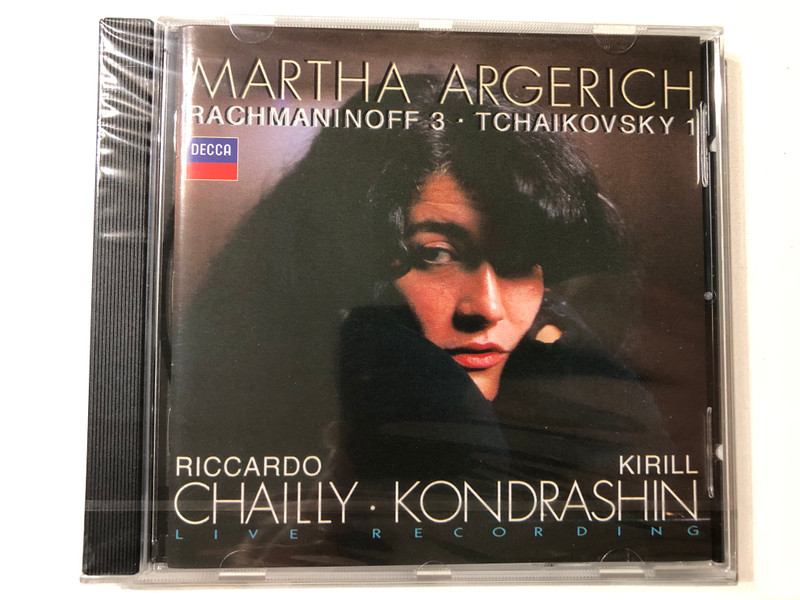 MARTHA ARGERICH
RACHMANINOFF 3 · TCHAIKOVSKY 1
DECCA
RICCARDO KIRILL
CHAILLY · KONDRASHIN
LIVE RECORDING